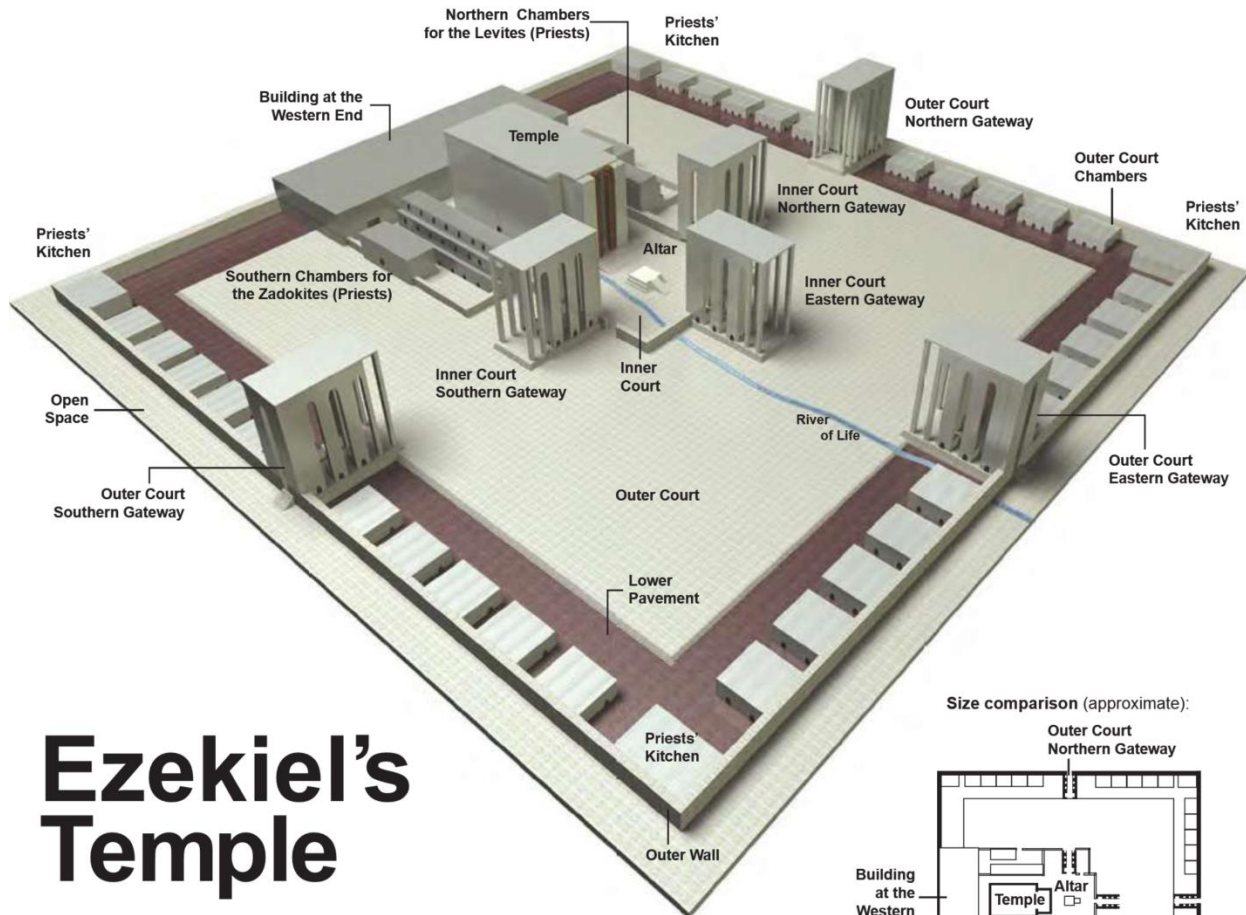 Northern Chambers
for the Levites (Priests)
Priests'
Kitchen
Building at the
Western End
Temple
Outer Court
Northern Gateway
Outer Court
Chambers
Priests'
Kitchen
Inner Court
Northern Gateway
Priests'
Kitchen
Altar
Southern Chambers for
the Zadokites (Priests)
Inner Court
Eastern Gateway
Inner Court
Southern Gateway
Inner
Court
Open
Space
River
of Life
Outer Court
Eastern Gateway
Outer Court
Southern Gateway
Outer Court
Lower
Pavement
Priests'
Kitchen
Outer Wall
Ezekiel's
Temple
Size comparison (approximate):
Outer Court
Northern Gateway
Building
at the
Western
Temple
Altar